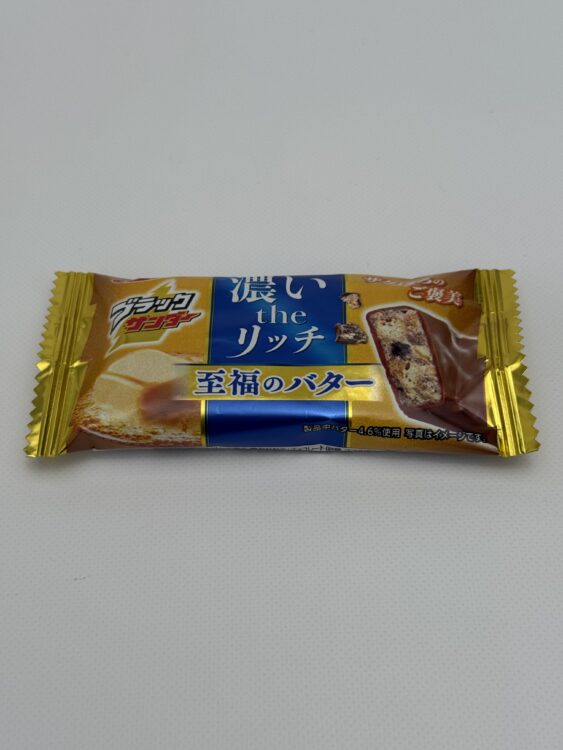 ブラック
サンダー
濃い
the
リッチ
至福のバター
ご褒美
製品中バター4.6%使用 写真はイメージです。